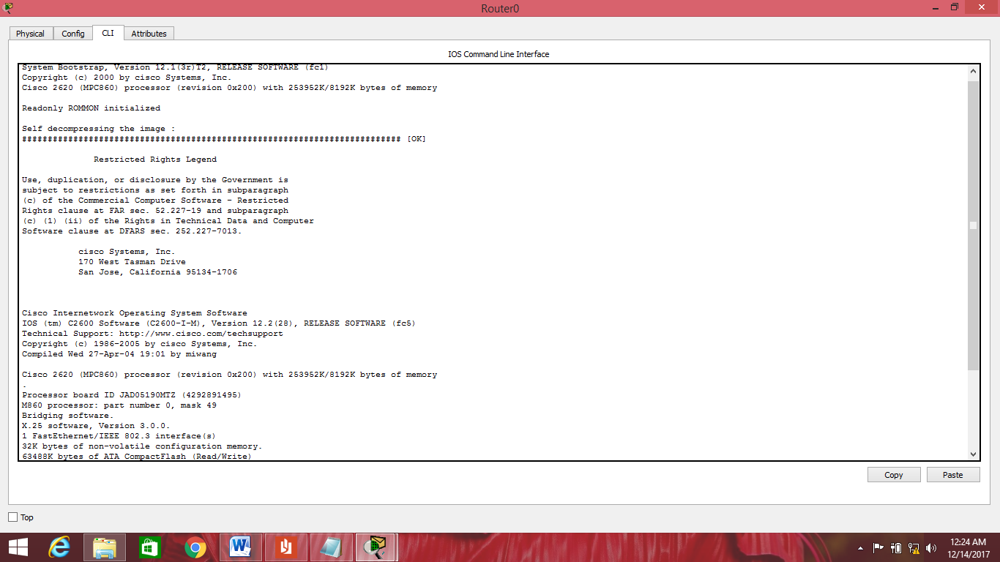 Router0
Physical
Config
CLI
Attributes
IOS Command Line Interface
System Bootstrap, Version 12.1(3r)T2, RELEASE SOFTWARE (fc1)
Copyright (c) 2000 by cisco Systems, Inc.
Cisco 2620 (MPC860) processor (revision 0x200) with 253952K/8192K bytes of memory
Readonly ROMMON initialized
Self decompressing the image :
########################################################################## [OK]
Restricted Rights Legend
Use, duplication, or disclosure by the Government is
subject to restrictions as set forth in subparagraph
(c) of the Commercial Computer Software - Restricted
Rights clause at FAR sec. 52.227-19 and subparagraph
(c) (1) (ii) of the Rights in Technical Data and Computer
Software clause at DFARS sec. 252.227-7013.
cisco Systems, Inc.
170 West Tasman Drive
San Jose, California 95134-1706
Cisco Internetwork Operating System Software
IOS (tm) C2600 Software (C2600-I-M), Version 12.2(28), RELEASE SOFTWARE (fc5)
Technical Support: http://www.cisco.com/techsupport
Copyright (c) 1986-2005 by cisco Systems, Inc.
Compiled Wed 27-Apr-04 19:01 by miwang
Cisco 2620 (MPC860) processor (revision 0x200) with 253952K/8192K bytes of memory
.
Processor board ID JAD05190MTZ (4292891495)
M860 processor: part number 0, mask 49
Bridging software.
X.25 software, Version 3.0.0.
1 FastEthernet/IEEE 802.3 interface(s)
32K bytes of non-volatile configuration memory.
63488K bytes of ATA CompactFlash (Read/Write)
Copy
Paste
Top
12:24 AM
12/14/2017